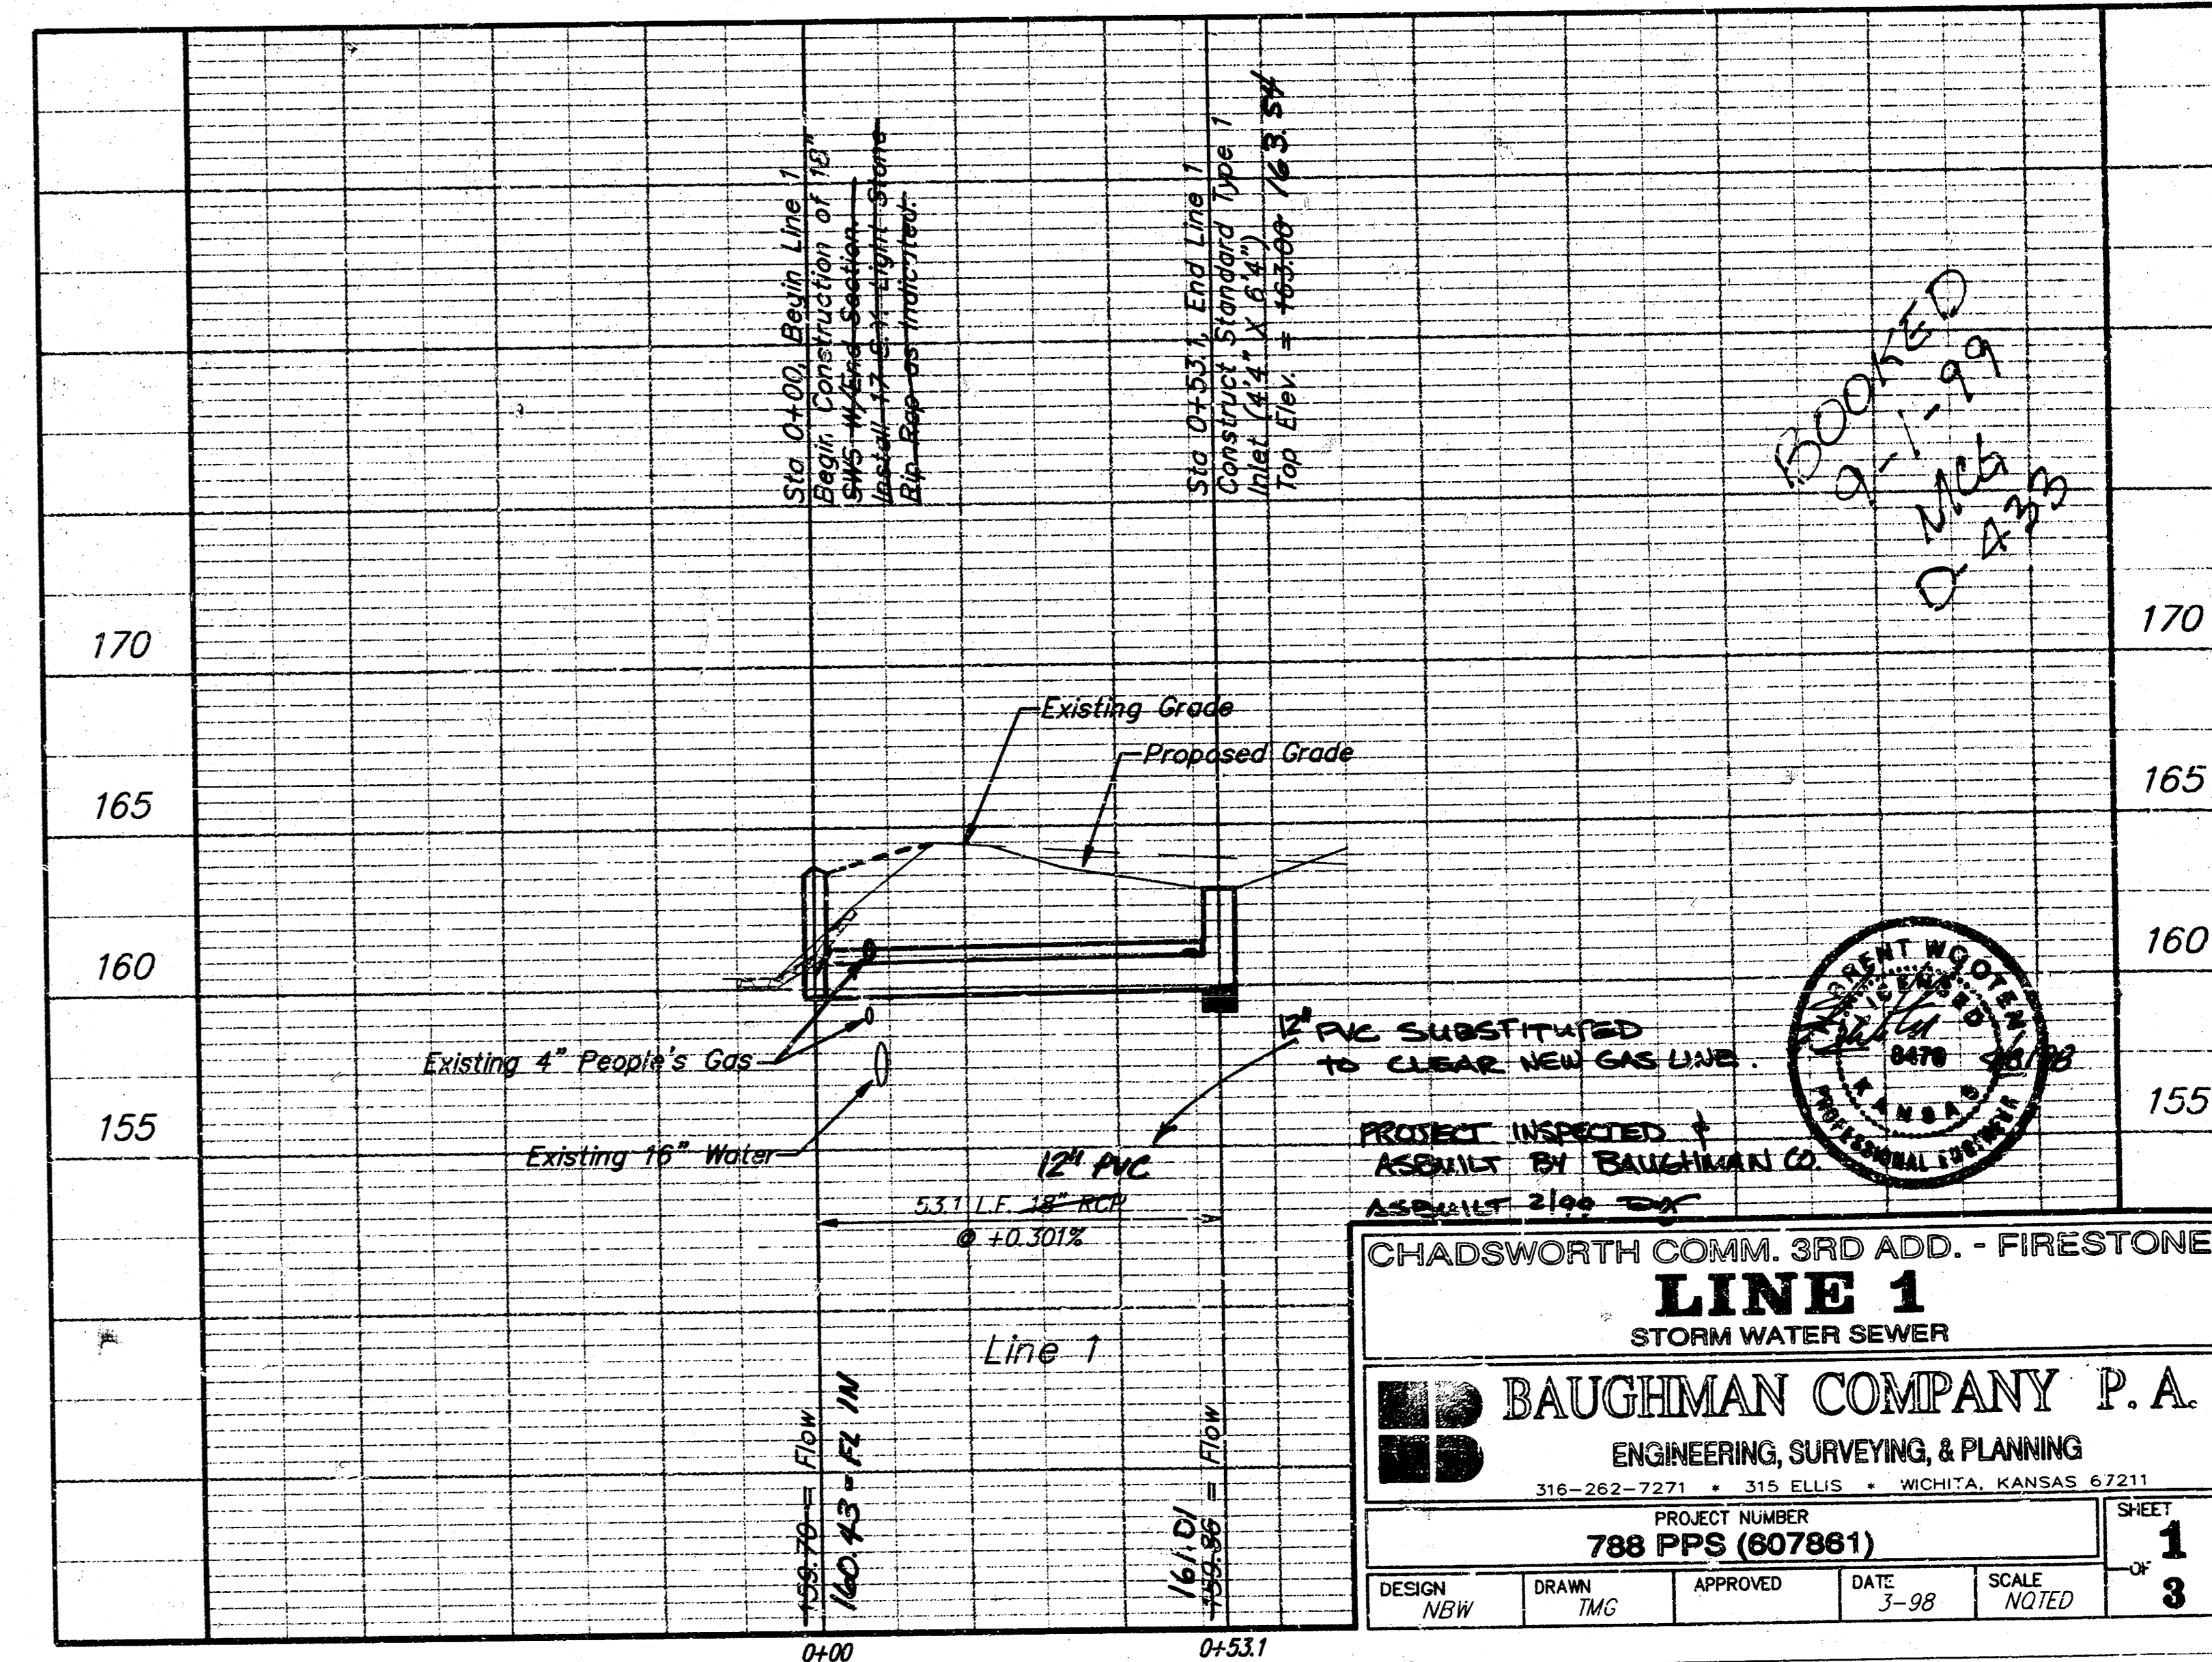 Sta 0+00, Begin Line 1
Begin Construction of 18"
SWS W/End Section
Install 17 C.Y. Light Stone
Rip Rap as Indicated.
Sta 0+53.1, End Line 1
Construct Standard Type 1
Inlet (4'4" X 6'4")
Top Elev. = 163.00 163.54
BOOKED
9-1-99
433
170
170
165
165
160
160
155
155
Existing Grade
Proposed Grade
Existing 4" People's Gas
Existing 16" Water
12" PVC SUBSTITUTED
TO CLEAR NEW GAS LINE.
PROJECT INSPECTED &
ASBUILT BY BAUGHMAN CO.
ASBUILT 2/99
12" PVC
53.1 L.F. 18" RCP
@ +0.301%
BRENT WOOTEN
LICENSED
8479
KANSAS
PROFESSIONAL ENGINEER
Line 1
159.70 = Flow
160.43 = FL IN
161.01
159.86 = Flow
0+00
0+53.1
CHADSWORTH COMM. 3RD ADD. - FIRESTONE
LINE 1
STORM WATER SEWER
BAUGHMAN COMPANY P.A.
ENGINEERING, SURVEYING, & PLANNING
316-262-7271 * 315 ELLIS * WICHITA, KANSAS 67211
PROJECT NUMBER
788 PPS (607861)
SHEET
1
OF
3
DESIGN
NBW
DRAWN
TMG
APPROVED
DATE
3-98
SCALE
NOTED